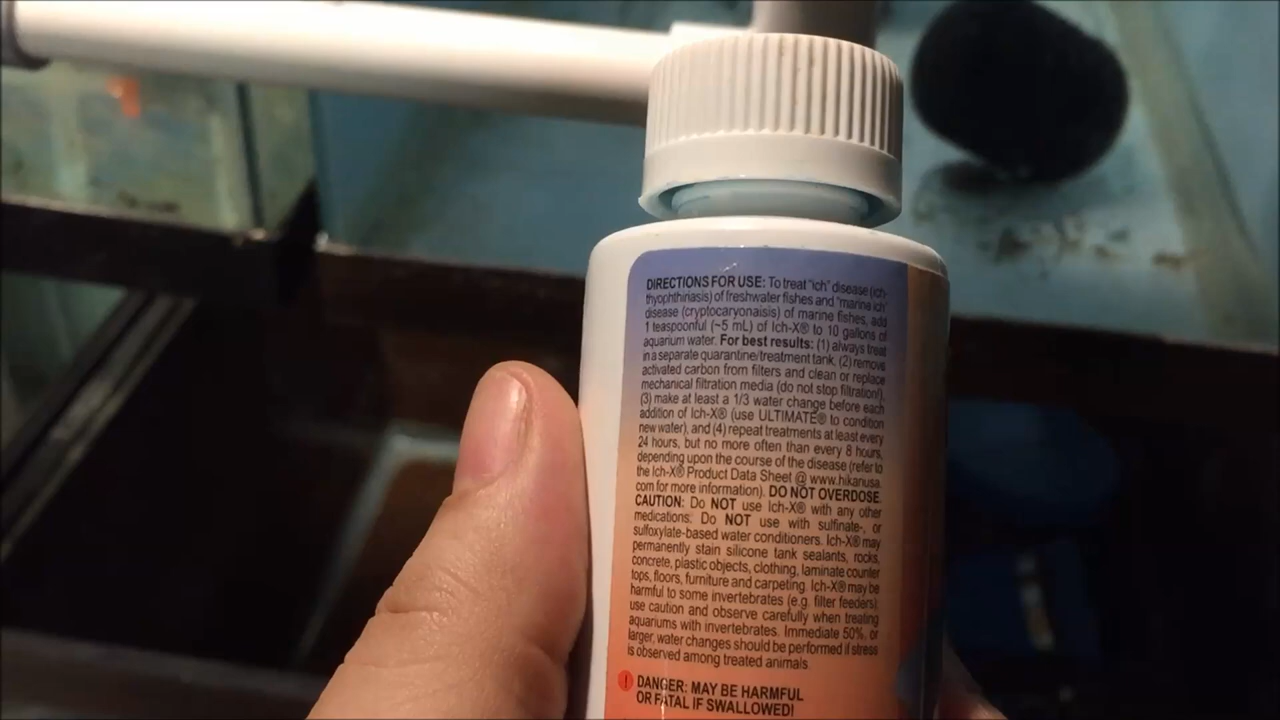 DIRECTIONS FOR USE: To treat "ich" disease (ich-
thyophthiriasis) of freshwater fishes and "marine ich"
disease (cryptocaryonaisis) of marine fishes, add
1 teaspoonful (~5 mL) of Ich-X® to 10 gallons of
aquarium water. For best results: (1) always treat
in a separate quarantine/treatment tank, (2) remove
activated carbon from filters and clean or replace
mechanical filtration media (do not stop filtration!),
(3) make at least a 1/3 water change before each
addition of Ich-X® (use ULTIMATE® to condition
new water), and (4) repeat treatments at least every
24 hours, but no more often than every 8 hours,
depending upon the course of the disease (refer to
the Ich-X® Product Data Sheet @ www.hikariusa.
com for more information). DO NOT OVERDOSE.
CAUTION: Do NOT use Ich-X® with any other
medications. Do NOT use with sulfinate-, or
sulfoxylate-based water conditioners. Ich-X® may
permanently stain silicone tank sealants, rocks,
concrete, plastic objects, clothing, laminate counter
tops, floors, furniture and carpeting. Ich-X® may be
harmful to some invertebrates (e.g. filter feeders);
use caution and observe carefully when treating
aquariums with invertebrates. Immediate 50%, or
larger, water changes should be performed if stress
is observed among treated animals.
! DANGER: MAY BE HARMFUL
OR FATAL IF SWALLOWED!